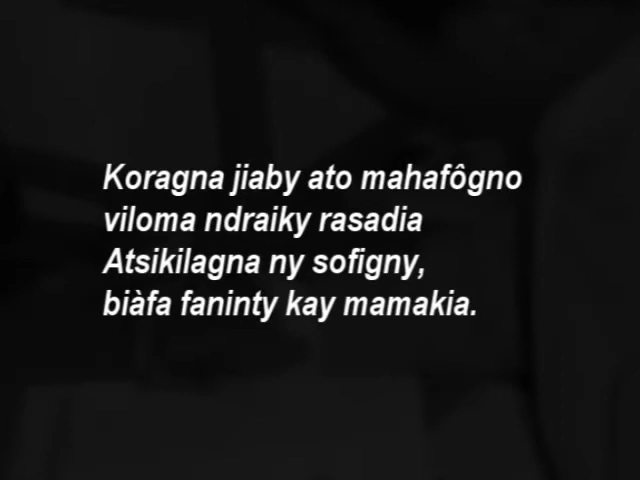 Koragna jiaby ato mahafôgno
viloma ndraiky rasadia
Atsikilagna ny sofigny,
biàfa faninty kay mamakia.